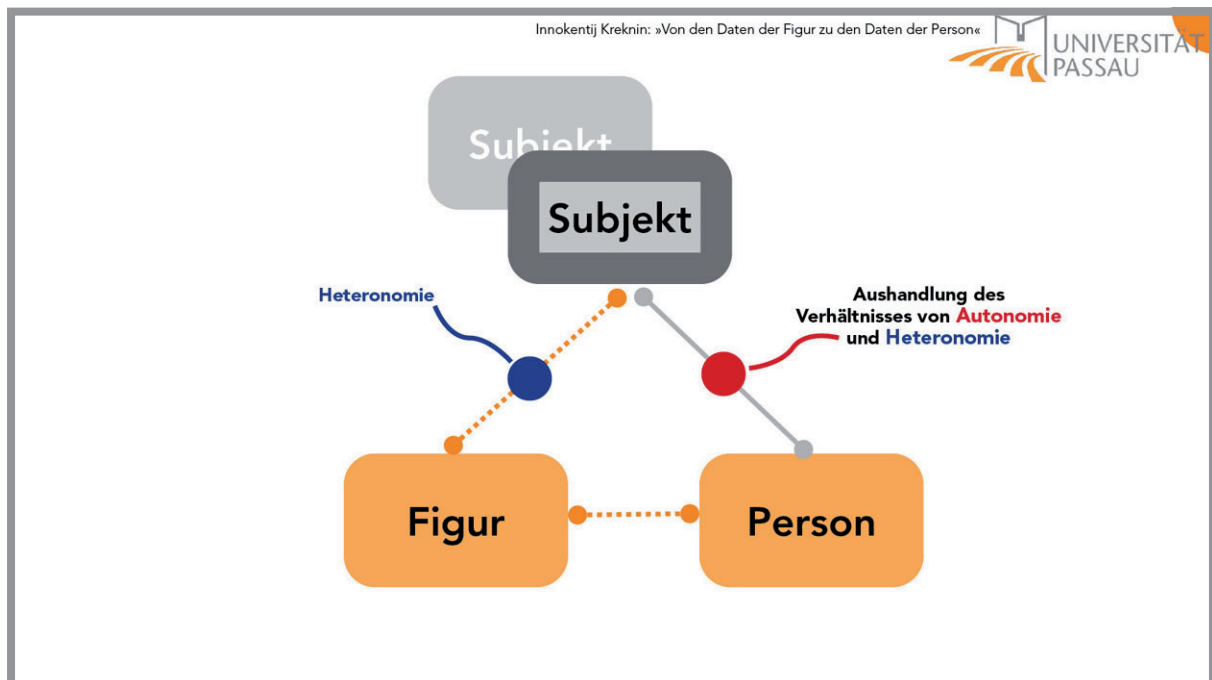 Innokentij Kreknin: »Von den Daten der Figur zu den Daten der Person«
UNIVERSITÄT
PASSAU
Subjekt
Subjekt
Heteronomie
Aushandlung des
Verhältnisses von Autonomie
und Heteronomie
Figur
Person